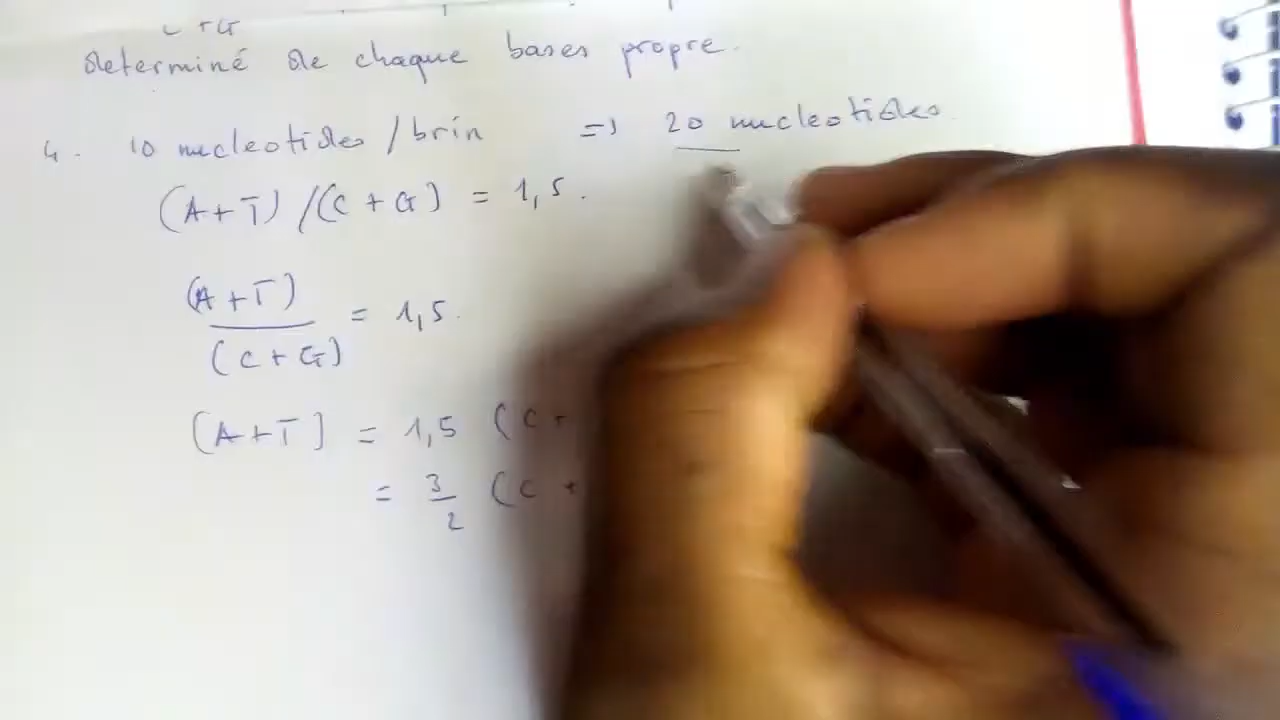 C + G
determiné de chaque bases propre.
4. 10 nucleotides / brin => 20 nucleotides
(A+T) / (C + G) = 1,5.
(A+T)
= 1,5.
(C + G)
(A+T) = 1,5 (C +
= 3/2 (C +